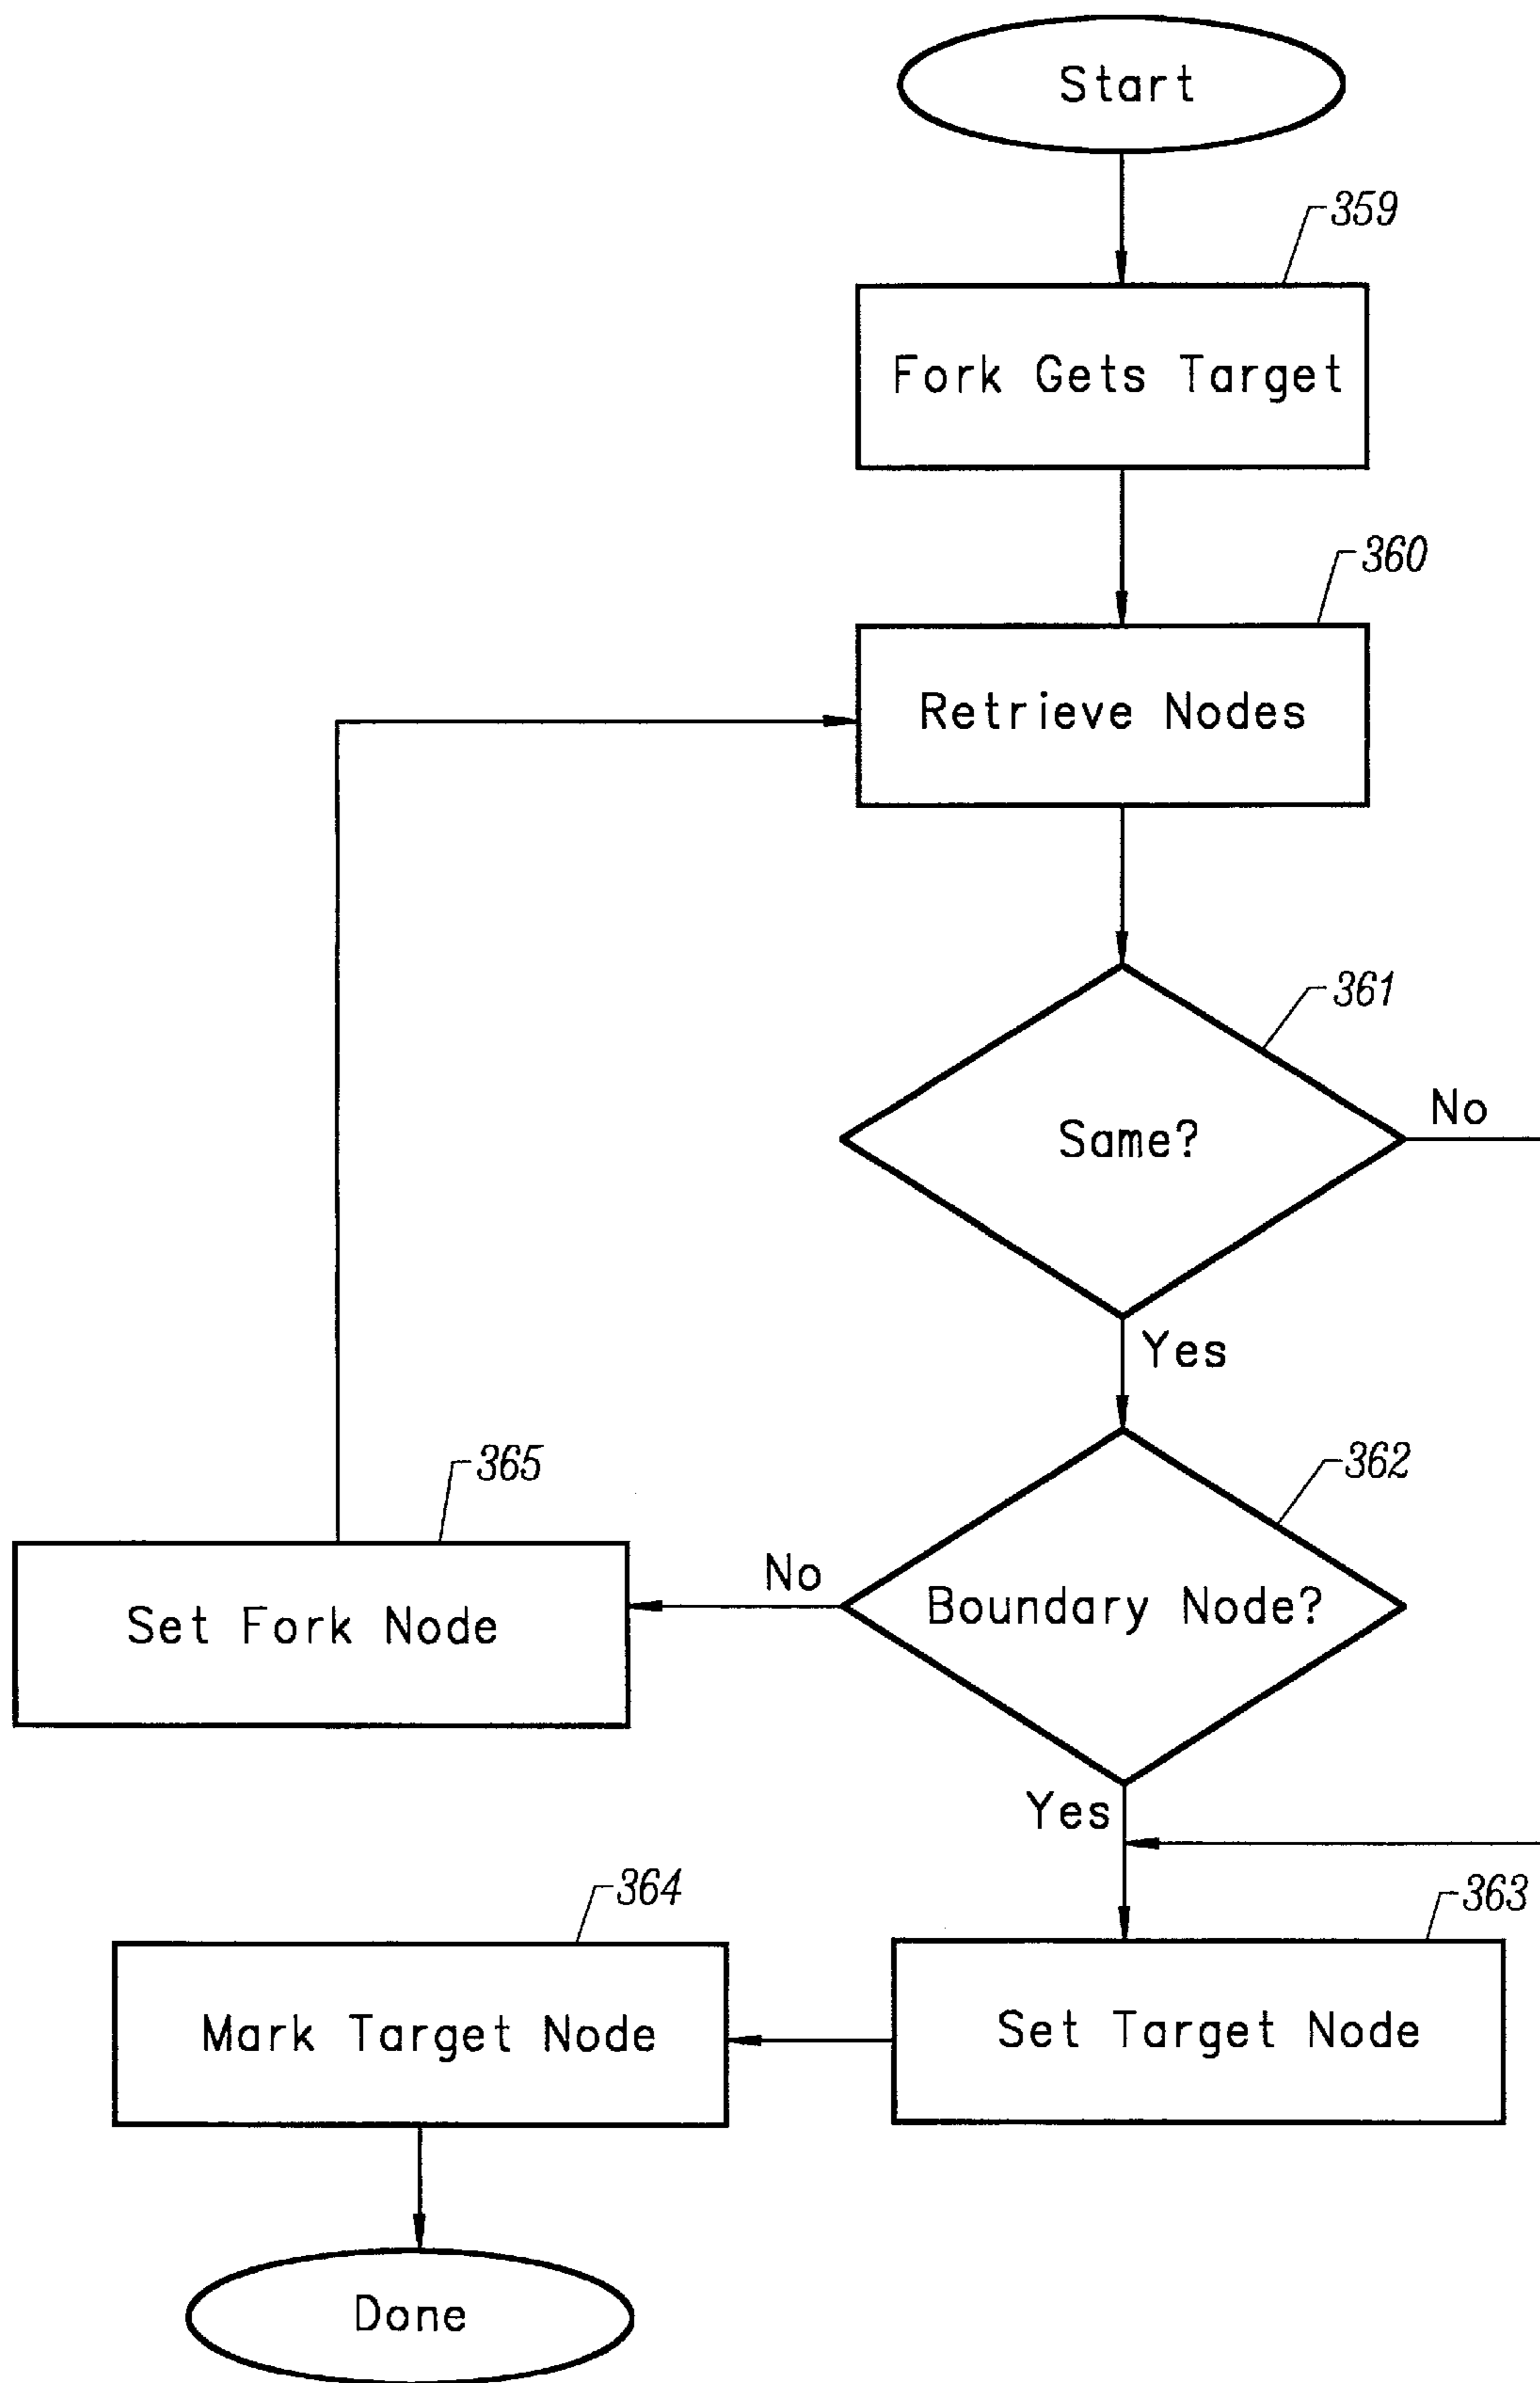 Start
359
Fork Gets Target
360
Retrieve Nodes
361
Same?
No
Yes
362
Boundary Node?
No
365
Set Fork Node
Yes
363
Set Target Node
364
Mark Target Node
Done